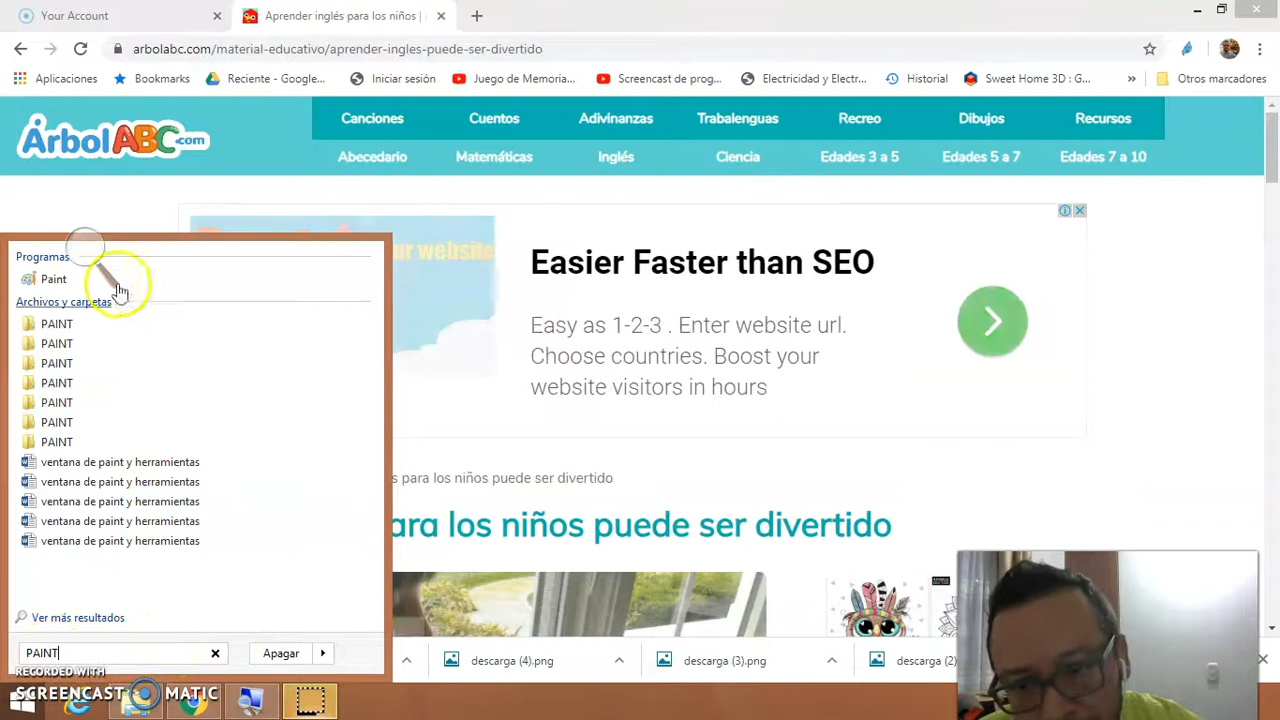 Your Account
Aprender inglés para los niños |
arbolabc.com/material-educativo/aprender-ingles-puede-ser-divertido
Aplicaciones
Bookmarks
Reciente - Google...
Iniciar sesión
Juego de Memoria...
Screencast de prog...
Electricidad y Electr...
Historial
Sweet Home 3D : G...
»
Otros marcadores
ÁrbolABC.com
Canciones
Cuentos
Adivinanzas
Trabalenguas
Recreo
Dibujos
Recursos
Abecedario
Matemáticas
Inglés
Ciencia
Edades 3 a 5
Edades 5 a 7
Edades 7 a 10
your website
Easier Faster than SEO
Easy as 1-2-3 . Enter website url.
Choose countries. Boost your
website visitors in hours
Programas
Paint
Archivos y carpetas
PAINT
PAINT
PAINT
PAINT
PAINT
PAINT
PAINT
ventana de paint y herramientas
ventana de paint y herramientas
ventana de paint y herramientas
ventana de paint y herramientas
ventana de paint y herramientas
Ver más resultados
PAINT
Apagar
s para los niños puede ser divertido
ara los niños puede ser divertido
descarga (4).png
descarga (3).png
descarga (2)
RECORDED WITH
SCREENCAST MATIC